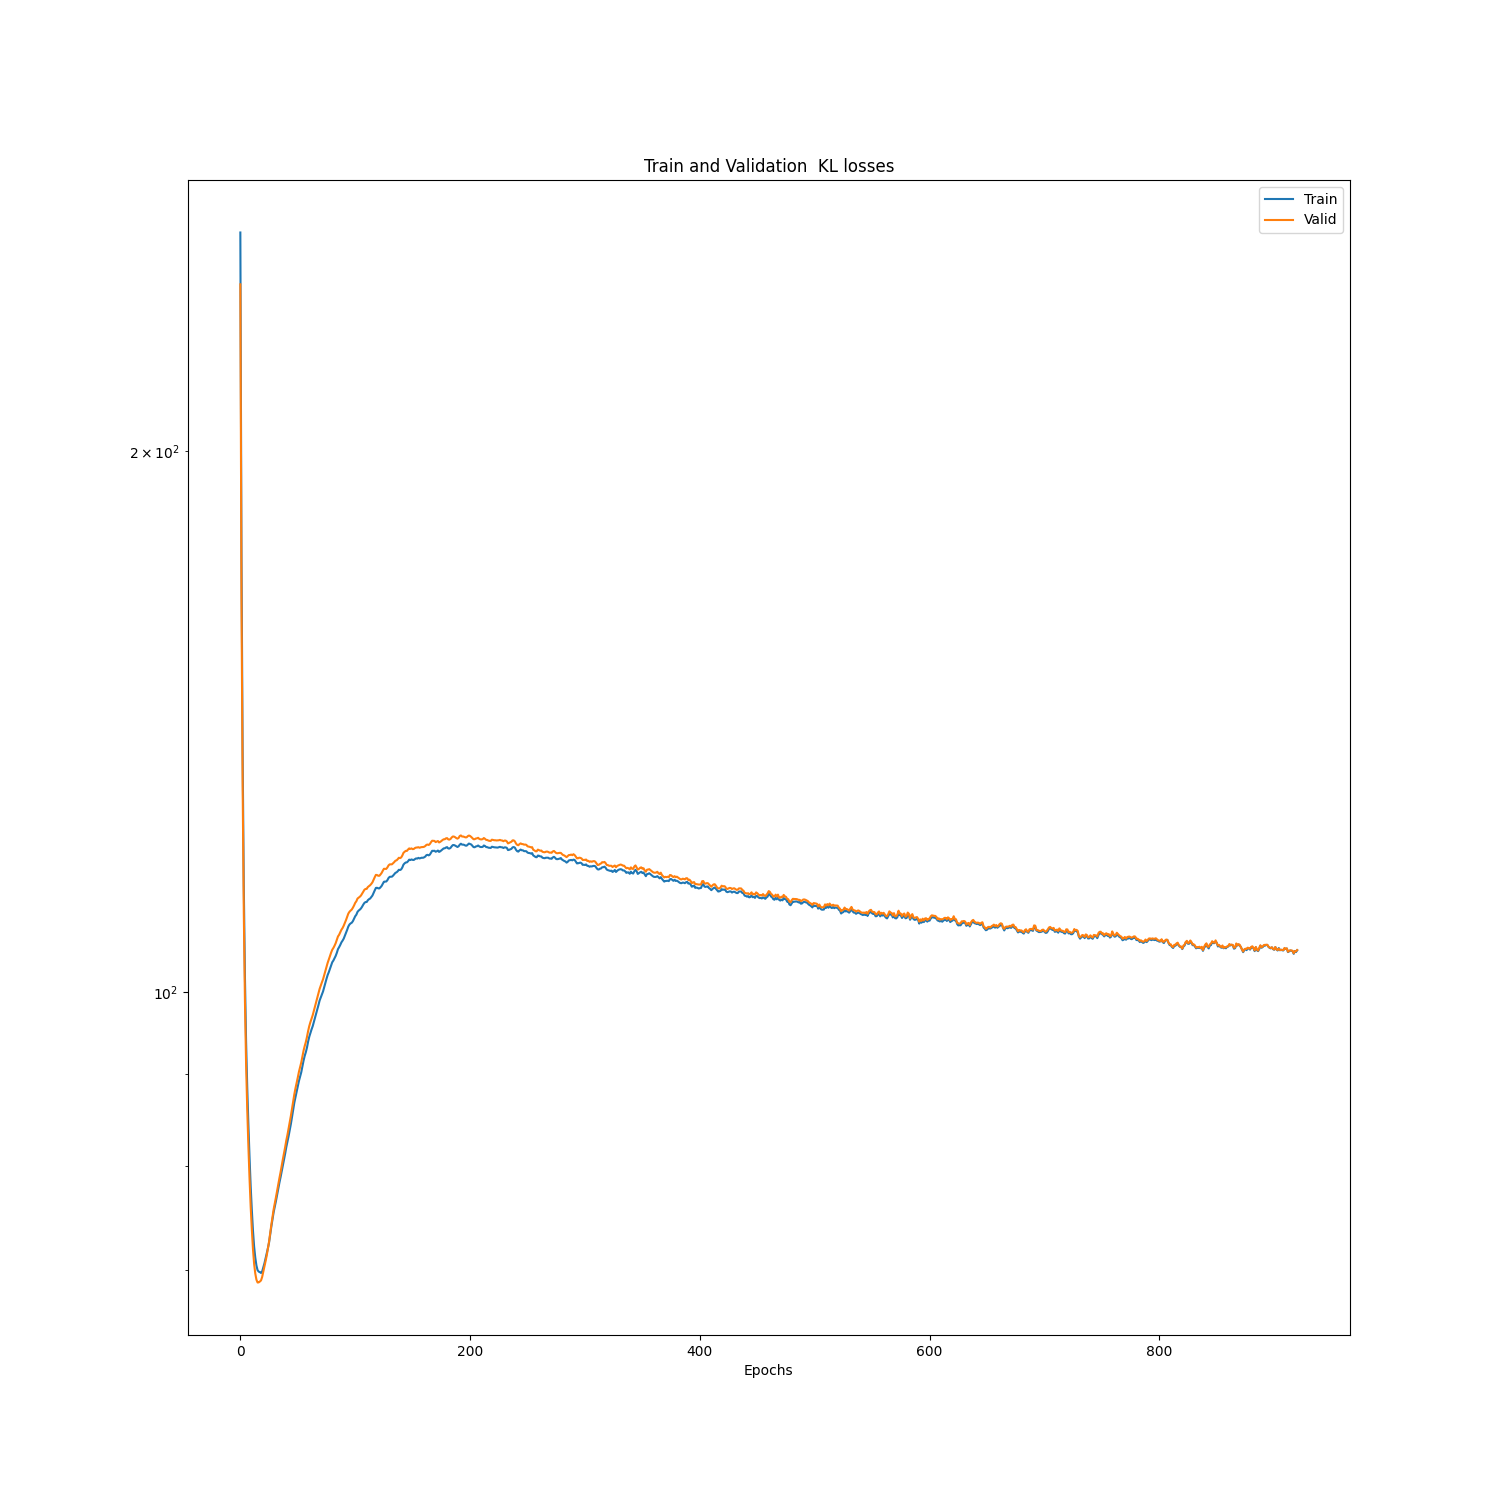 Train and Validation  KL losses
Train
Valid
2 × 10²
10²
0 200 400 600 800
Epochs